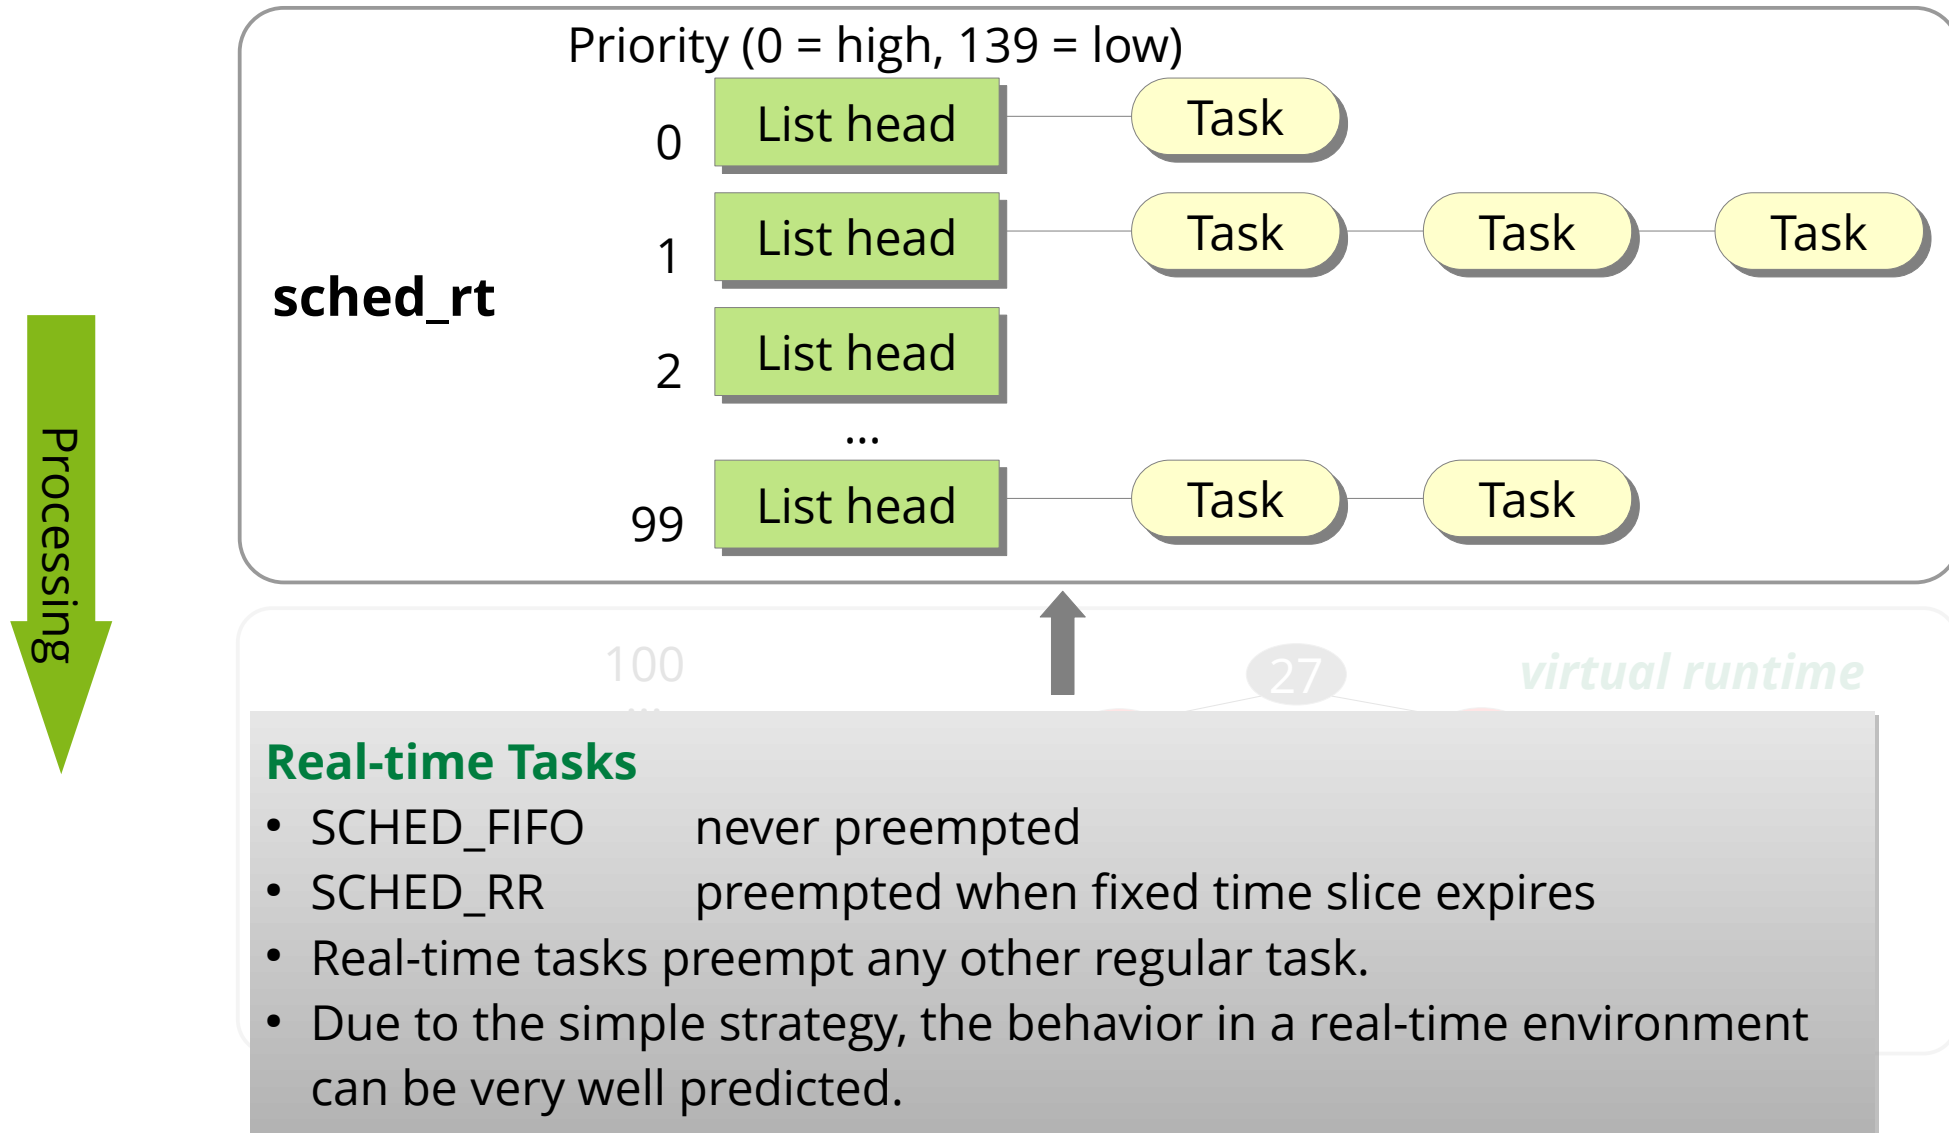 Priority (0 = high, 139 = low)
0 List head Task
1 List head Task Task Task
sched_rt
2 List head
...
99 List head Task Task
Processing
100
27
virtual runtime
...
Real-time Tasks
• SCHED_FIFO never preempted
• SCHED_RR preempted when fixed time slice expires
• Real-time tasks preempt any other regular task.
• Due to the simple strategy, the behavior in a real-time environment
can be very well predicted.